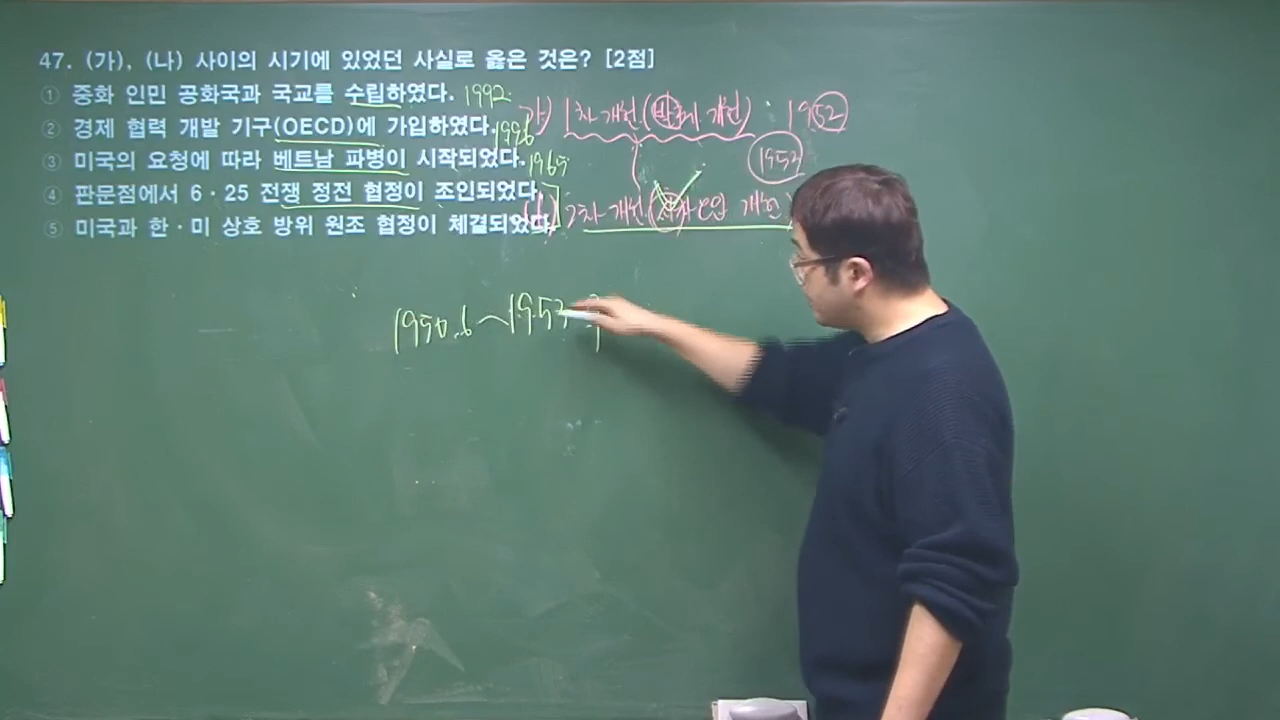 47. (가), (나) 사이의 시기에 있었던 사실로 옳은 것은? [2점]
① 중화 인민 공화국과 국교를 수립하였다. 1992.
② 경제 협력 개발 기구(OECD)에 가입하였다. 1996
③ 미국의 요청에 따라 베트남 파병이 시작되었다. 1965
④ 판문점에서 6·25 전쟁 정전 협정이 조인되었다.
⑤ 미국과 한·미 상호 방위 원조 협정이 체결되었다.
가) 1차 개헌 (발췌 개헌) : 1952
1953
2차 개헌 개헌
1950.6 ~ 1953